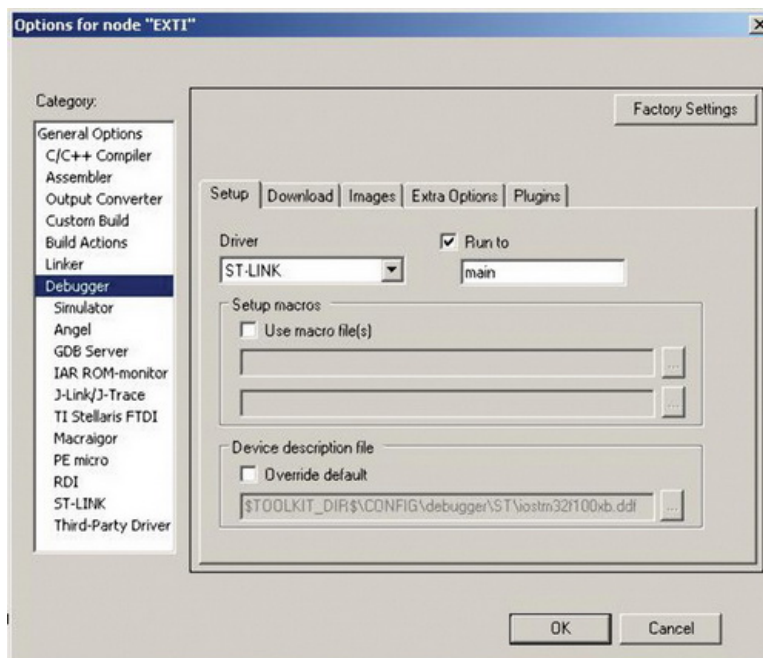 Options for node "EXTI"
Category:
Factory Settings
General Options
C/C++ Compiler
Assembler
Output Converter
Custom Build
Build Actions
Linker
Debugger
Simulator
Angel
GDB Server
IAR ROM-monitor
J-Link/J-Trace
TI Stellaris FTDI
Macraigor
PE micro
RDI
ST-LINK
Third-Party Driver
Setup Download Images Extra Options Plugins
Driver Run to
ST-LINK main
Setup macros
Use macro file(s)
...
...
Device description file
Override default
$TOOLKIT_DIR$\CONFIG\debugger\ST\iostm32f100xb.ddf ...
OK Cancel